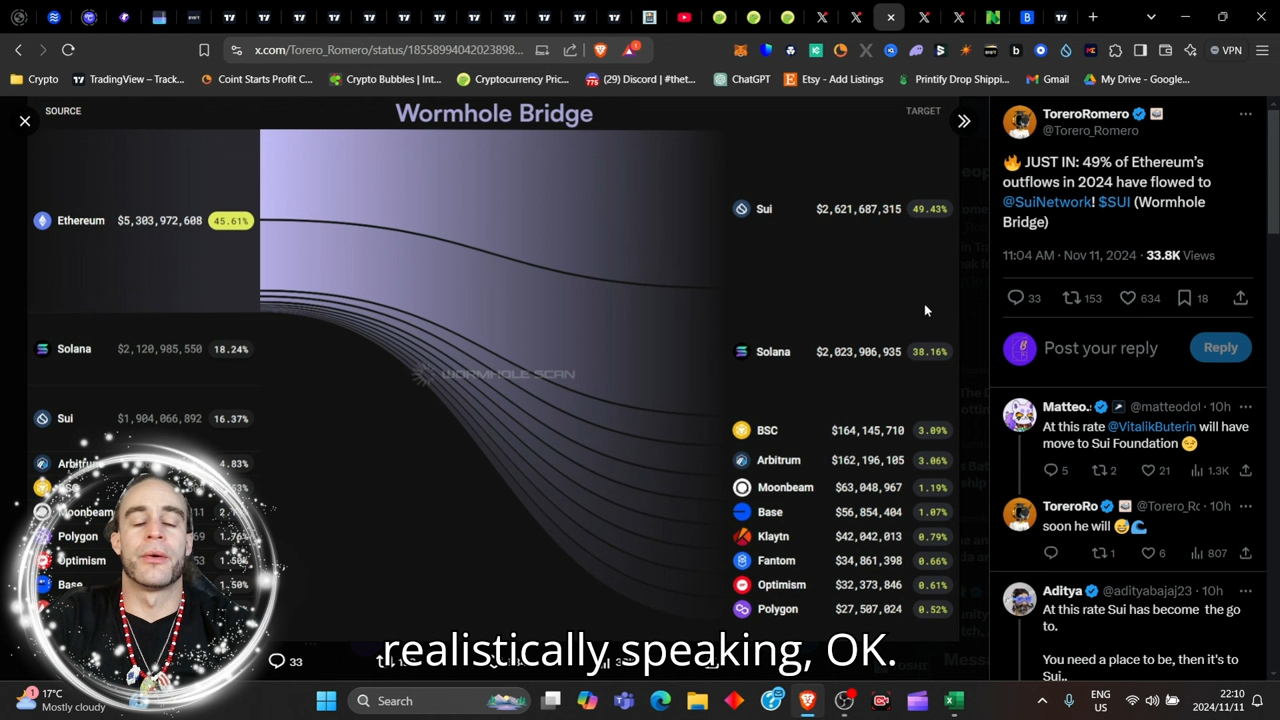 x.com/Torero_Romero/status/18558994042023898...
VPN
Crypto
TradingView – Track...
Coint Starts Profit C...
Crypto Bubbles | Int...
Cryptocurrency Pric...
(29) Discord | #thet...
ChatGPT
Etsy - Add Listings
Printify Drop Shippi...
Gmail
My Drive - Google...
SOURCE
Wormhole Bridge
TARGET
Ethereum $5,303,972,608 45.61%
Solana $2,120,985,550 18.24%
Sui $1,904,066,892 16.37%
Arbitrum 4.83%
Moonbeam
Polygon 1.76%
Optimism 1.50%
Base 1.50%
WORMHOLE SCAN
Sui $2,621,687,315 49.43%
Solana $2,023,906,935 38.16%
BSC $164,145,710 3.09%
Arbitrum $162,196,105 3.06%
Moonbeam $63,048,967 1.19%
Base $56,854,404 1.07%
Klaytn $42,042,013 0.79%
Fantom $34,861,398 0.66%
Optimism $32,373,846 0.61%
Polygon $27,507,024 0.52%
33
ToreroRomero
@Torero_Romero
🔥 JUST IN: 49% of Ethereum's
outflows in 2024 have flowed to
@SuiNetwork! $SUI (Wormhole
Bridge)
11:04 AM · Nov 11, 2024 · 33.8K Views
33 153 634 18
Post your reply
Reply
Matteo. @matteodo! · 10h
At this rate @VitalikButerin will have
move to Sui Foundation 😏
5 2 21 1.3K
ToreroRo @Torero_Rc · 10h
soon he will 😅🌊
1 6 807
Aditya @adityabajaj23 · 10h
At this rate Sui has become the go
to.
You need a place to be, then it's to
Sui..
realistically speaking, OK.
1
17°C
Mostly cloudy
Search
ENG
US
22:10
2024/11/11